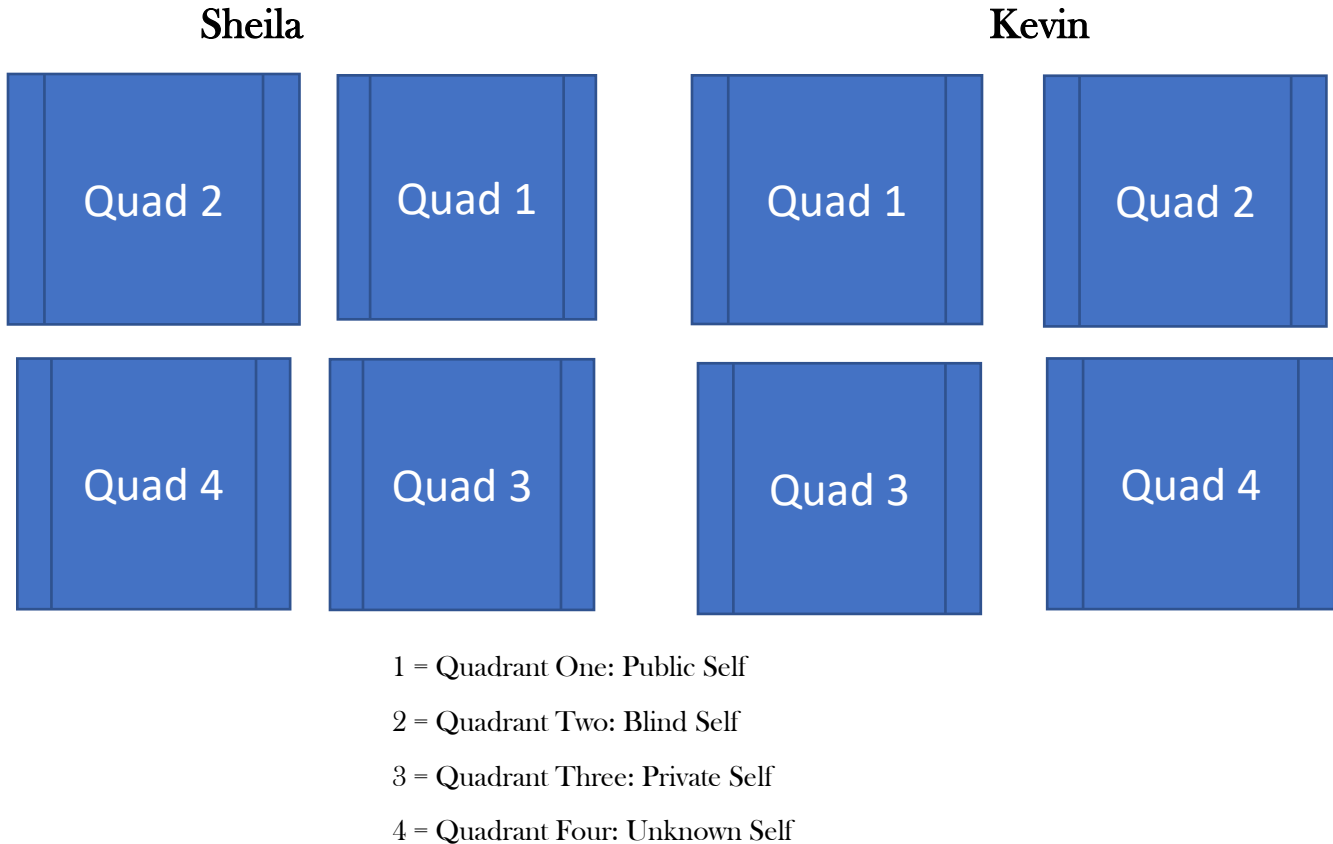 Sheila Kevin
Quad 2 Quad 1 Quad 1 Quad 2
Quad 4 Quad 3 Quad 3 Quad 4
1 = Quadrant One: Public Self
2 = Quadrant Two: Blind Self
3 = Quadrant Three: Private Self
4 = Quadrant Four: Unknown Self